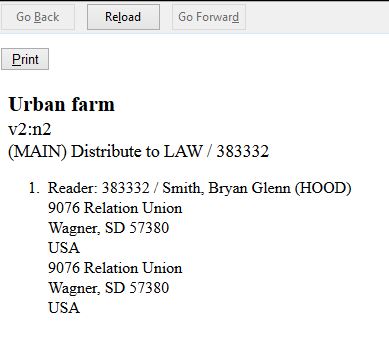 Go Back Reload Go Forward
Print
Urban farm
v2:n2
(MAIN) Distribute to LAW / 383332
1. Reader: 383332 / Smith, Bryan Glenn (HOOD)
9076 Relation Union
Wagner, SD 57380
USA
9076 Relation Union
Wagner, SD 57380
USA